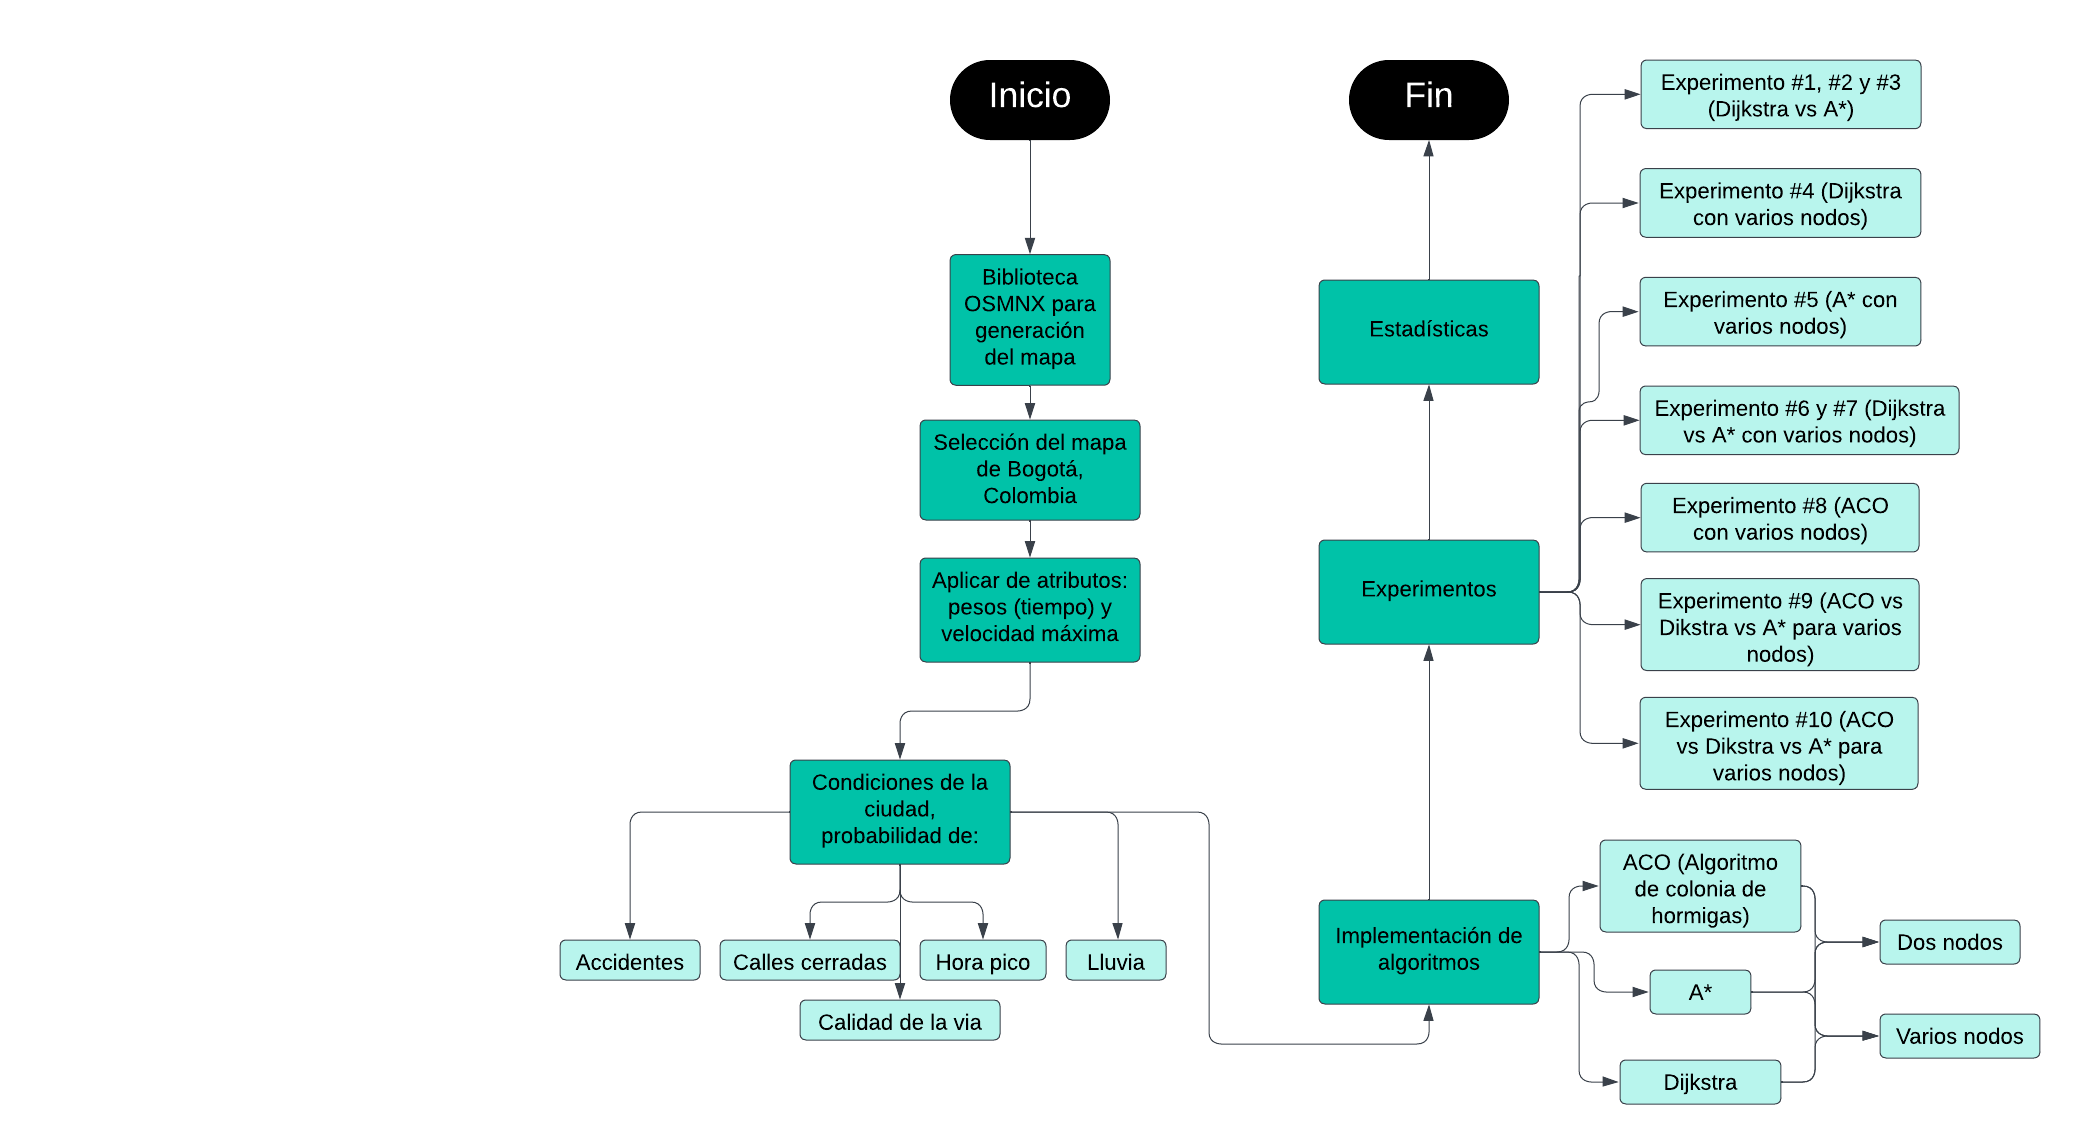 Inicio
Biblioteca
OSMNX para
generación
del mapa
Selección del mapa
de Bogotá,
Colombia
Aplicar de atributos:
pesos (tiempo) y
velocidad máxima
Condiciones de la
ciudad,
probabilidad de:
Accidentes
Calles cerradas
Hora pico
Lluvia
Calidad de la via
Fin
Estadísticas
Experimentos
Implementación de
algoritmos
Experimento #1, #2 y #3
(Dijkstra vs A*)
Experimento #4 (Dijkstra
con varios nodos)
Experimento #5 (A* con
varios nodos)
Experimento #6 y #7 (Dijkstra
vs A* con varios nodos)
Experimento #8 (ACO
con varios nodos)
Experimento #9 (ACO vs
Dikstra vs A* para varios
nodos)
Experimento #10 (ACO
vs Dikstra vs A* para
varios nodos)
ACO (Algoritmo
de colonia de
hormigas)
A*
Dijkstra
Dos nodos
Varios nodos